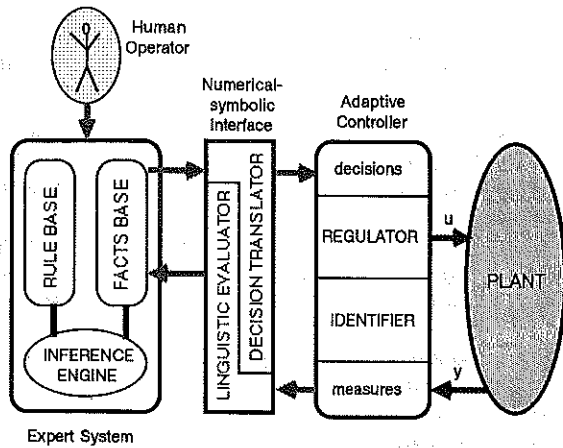 Human
Operator
Numerical-
symbolic
Interface
Adaptive
Controller
RULE BASE
FACTS BASE
INFERENCE
ENGINE
Expert System
LINGUISTIC EVALUATOR
DECISION TRANSLATOR
decisions
REGULATOR
IDENTIFIER
measures
u
y
PLANT